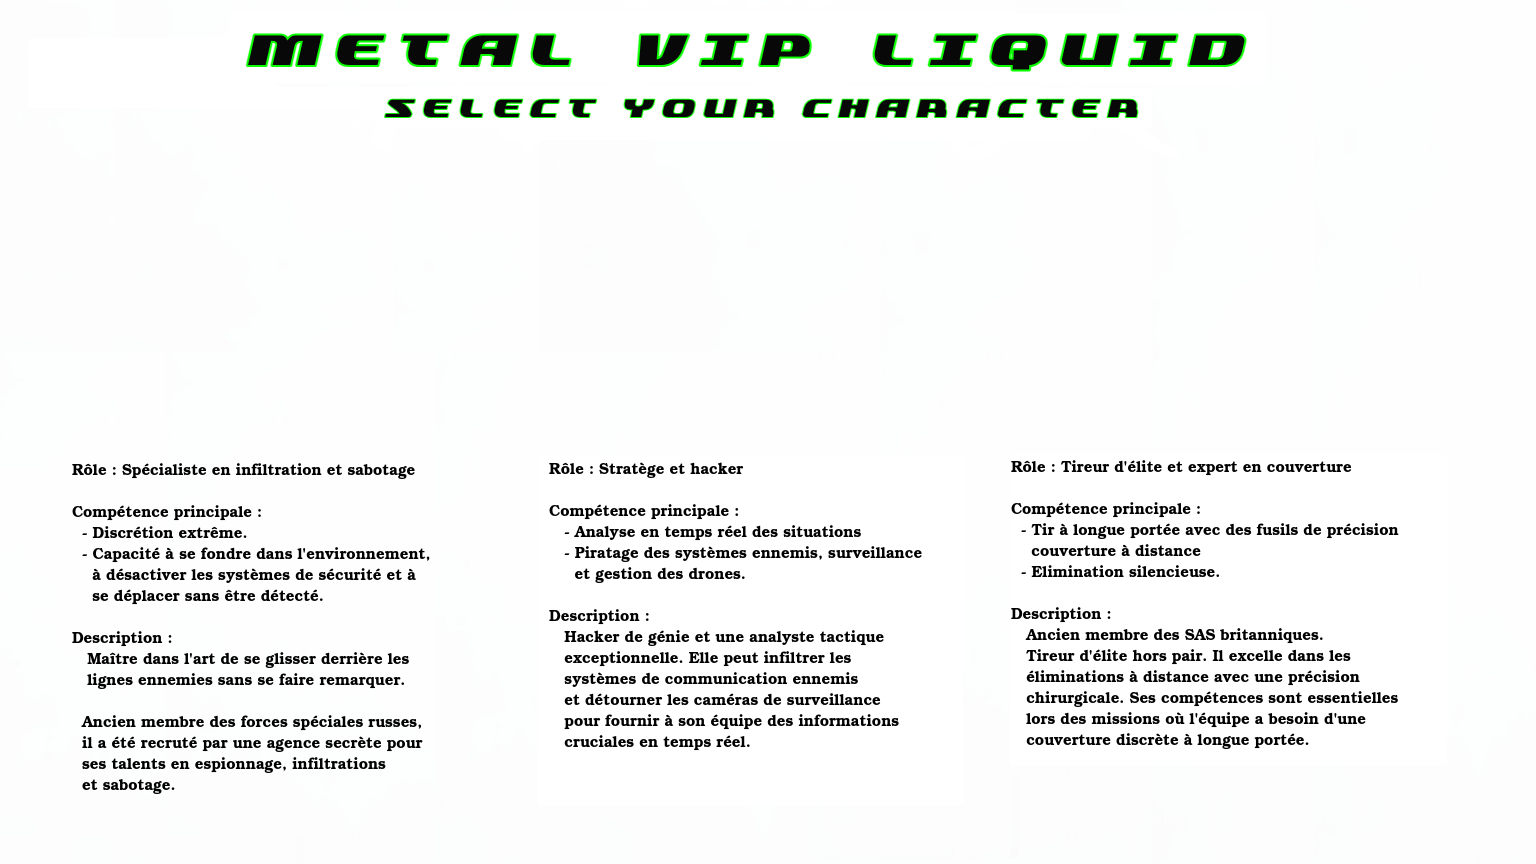 METAL VIP LIQUID
SELECT YOUR CHARACTER
Rôle : Spécialiste en infiltration et sabotage
Compétence principale :
- Discrétion extrême.
- Capacité à se fondre dans l'environnement,
à désactiver les systèmes de sécurité et à
se déplacer sans être détecté.
Description :
Maître dans l'art de se glisser derrière les
lignes ennemies sans se faire remarquer.
Ancien membre des forces spéciales russes,
il a été recruté par une agence secrète pour
ses talents en espionnage, infiltrations
et sabotage.
Rôle : Stratège et hacker
Compétence principale :
- Analyse en temps réel des situations
- Piratage des systèmes ennemis, surveillance
et gestion des drones.
Description :
Hacker de génie et une analyste tactique
exceptionnelle. Elle peut infiltrer les
systèmes de communication ennemis
et détourner les caméras de surveillance
pour fournir à son équipe des informations
cruciales en temps réel.
Rôle : Tireur d'élite et expert en couverture
Compétence principale :
- Tir à longue portée avec des fusils de précision
couverture à distance
- Elimination silencieuse.
Description :
Ancien membre des SAS britanniques.
Tireur d'élite hors pair. Il excelle dans les
éliminations à distance avec une précision
chirurgicale. Ses compétences sont essentielles
lors des missions où l'équipe a besoin d'une
couverture discrète à longue portée.